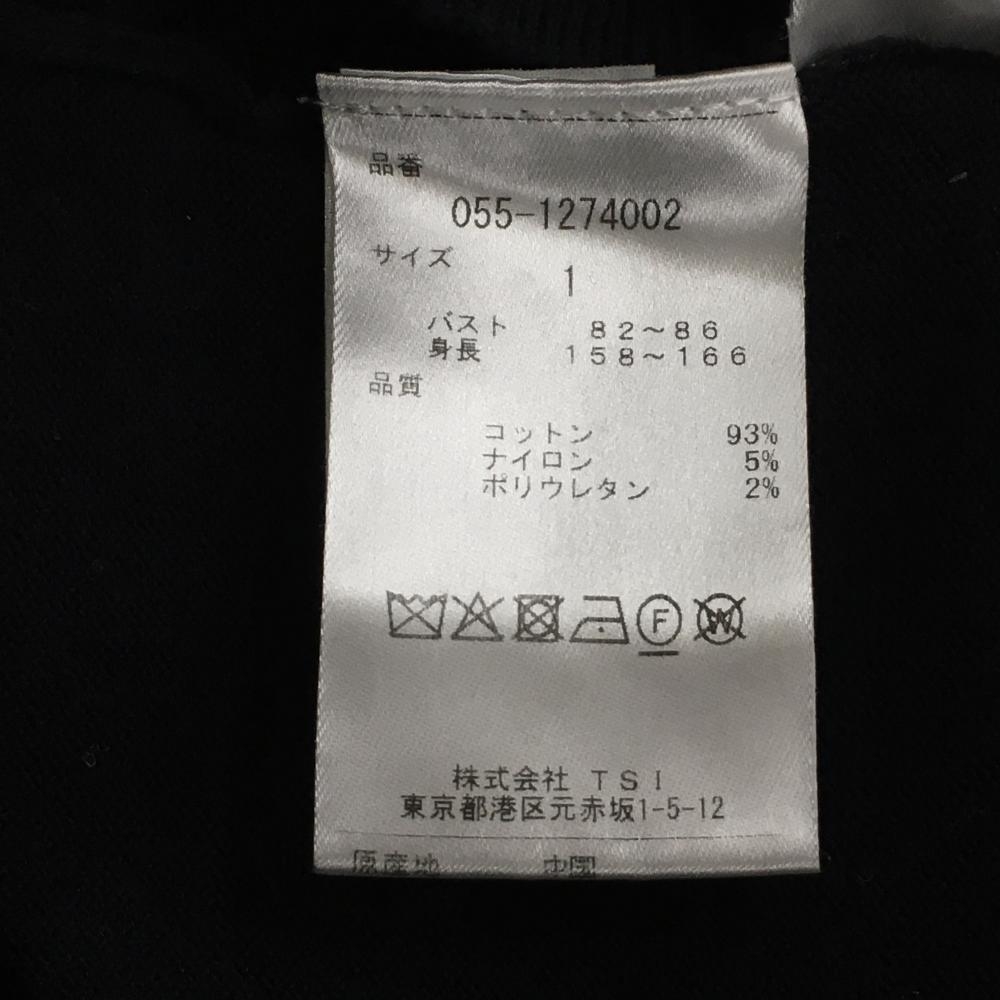 品番
055-1274002
サイズ
1
バスト 82～86
身長 158～166
品質
コットン 93%
ナイロン 5%
ポリウレタン 2%
F W
株式会社 TSI
東京都港区元赤坂1-5-12
原産地 中国